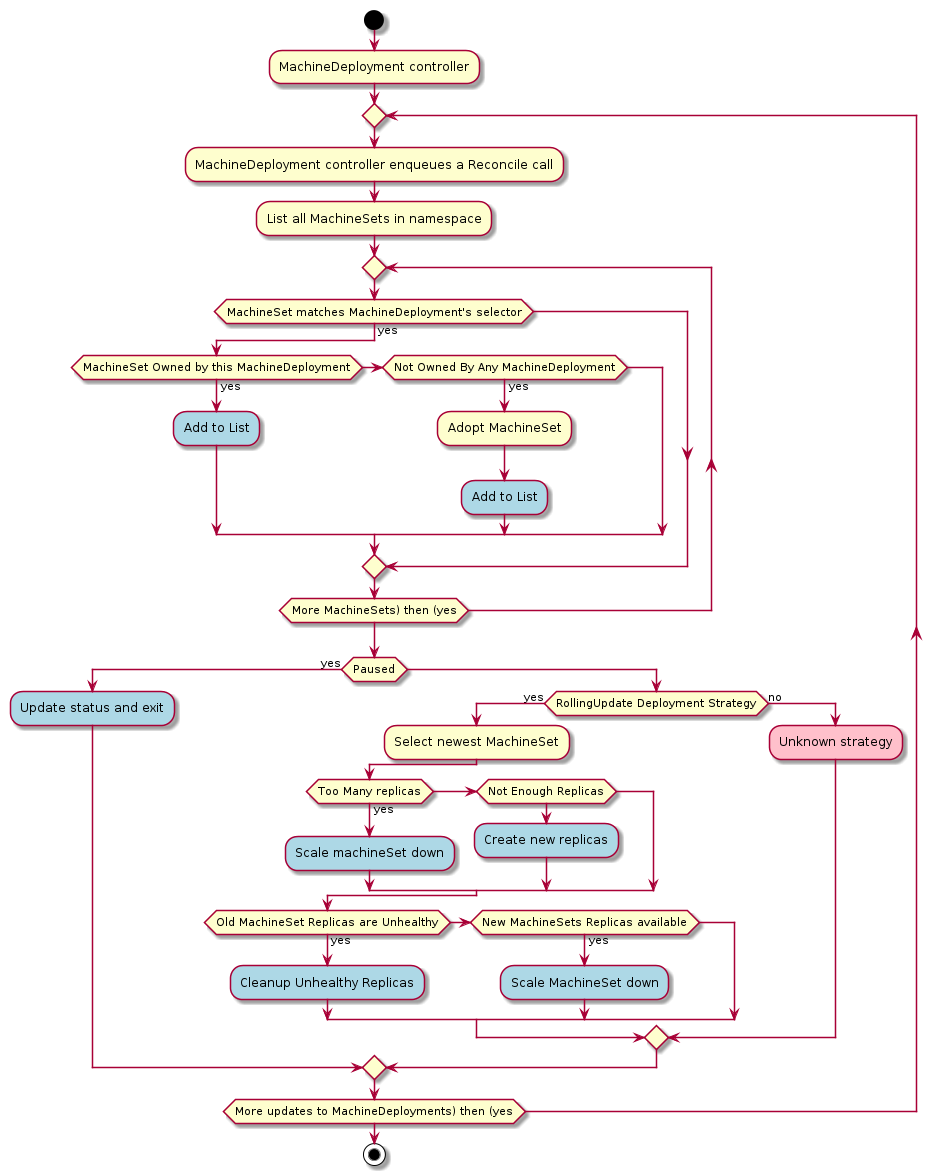 MachineDeployment controller
MachineDeployment controller enqueues a Reconcile call
List all MachineSets in namespace
MachineSet matches MachineDeployment's selector
yes
MachineSet Owned by this MachineDeployment
Not Owned By Any MachineDeployment
yes
yes
Add to List
Adopt MachineSet
Add to List
More MachineSets) then (yes
yes
Paused
Update status and exit
yes
RollingUpdate Deployment Strategy
no
Select newest MachineSet
Unknown strategy
Too Many replicas
Not Enough Replicas
yes
Scale machineSet down
Create new replicas
Old MachineSet Replicas are Unhealthy
New MachineSets Replicas available
yes
yes
Cleanup Unhealthy Replicas
Scale MachineSet down
More updates to MachineDeployments) then (yes